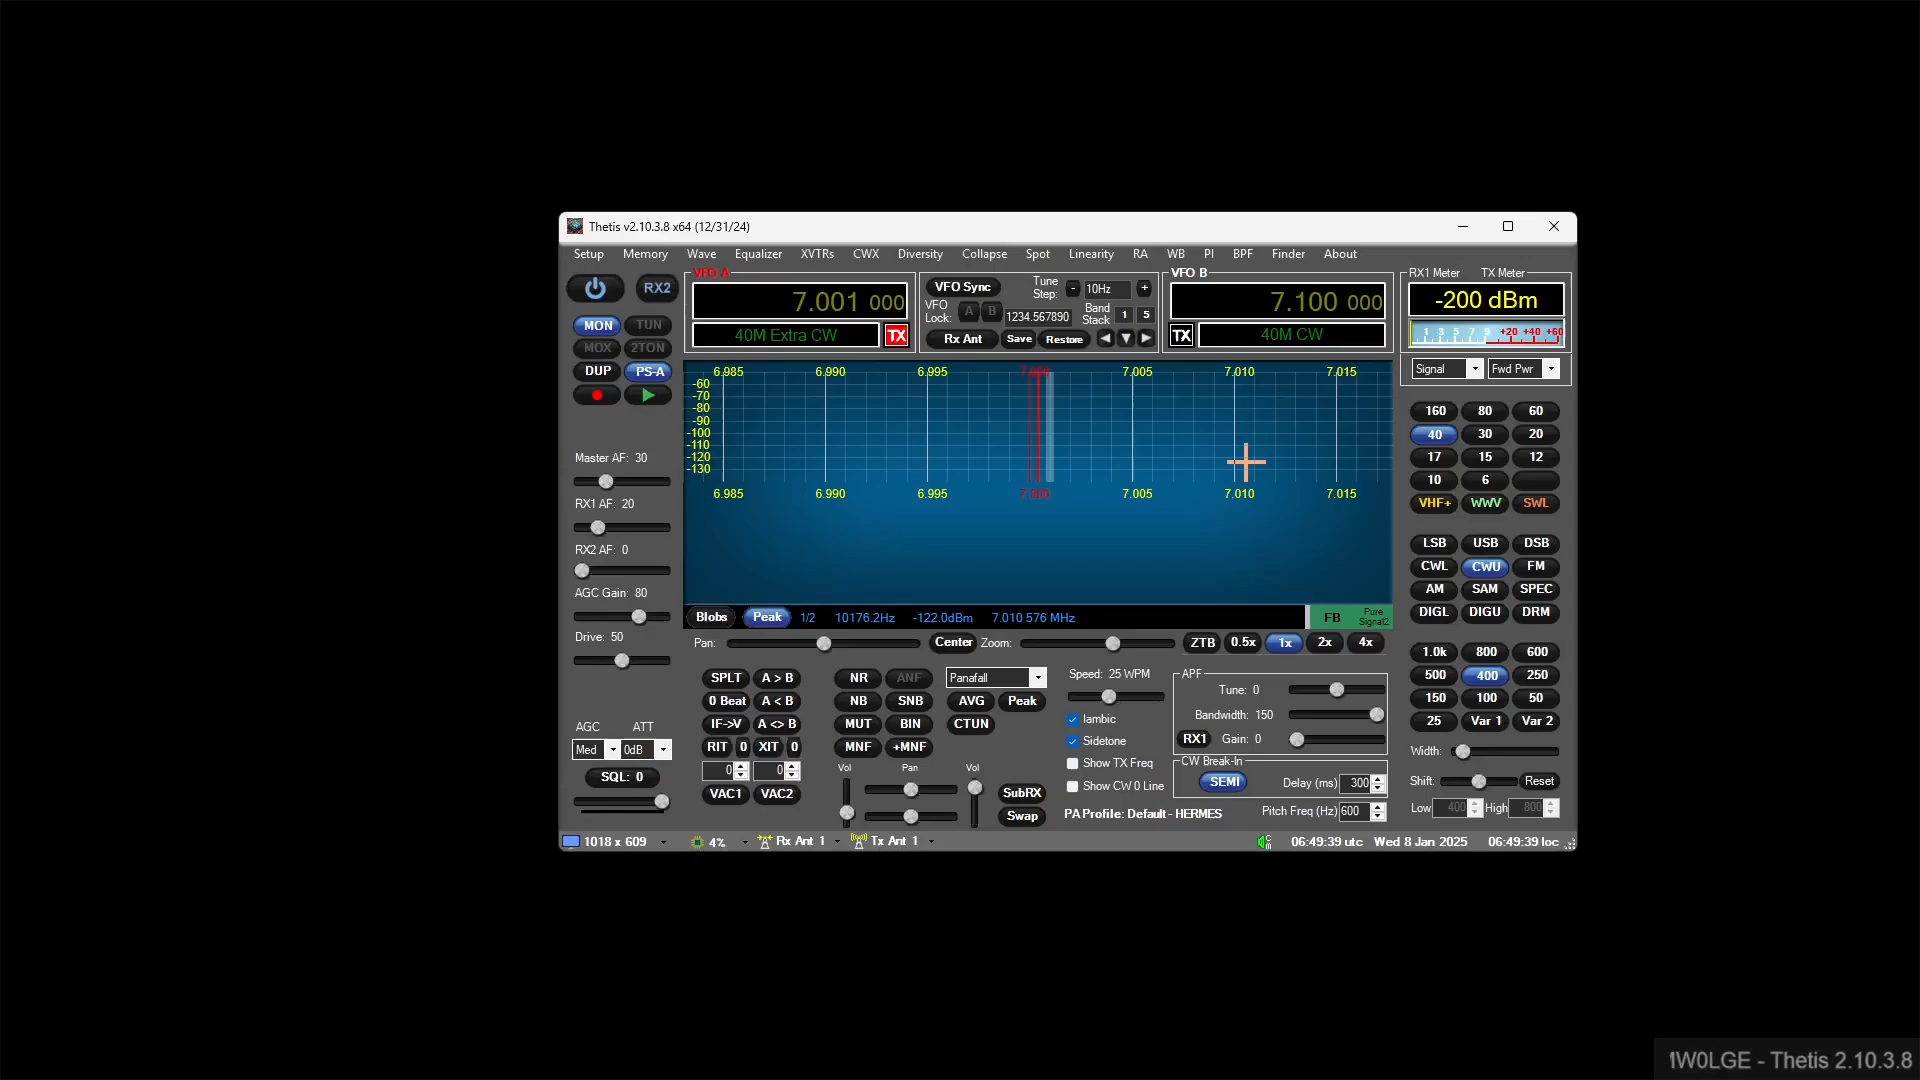 Thetis v2.10.3.8 x64 (12/31/24)
Setup Memory Wave Equalizer XVTRs CWX Diversity Collapse Spot Linearity RA WB PI BPF Finder About
VFO A
VFO B
RX1 Meter TX Meter
RX2
7.001 000
VFO Sync
Tune Step: - 10Hz +
7.100 000
-200 dBm
VFO Lock: A B 1234.567890
Band Stack 1 5
MON TUN
40M Extra CW TX
Rx Ant Save Restore
TX 40M CW
1 3 5 7 9 +20 +40 +60
MOX 2TON
DUP PS-A
Signal Fwd Pwr
6.985 6.990 6.995 7.000 7.005 7.010 7.015
-60
-70
-80
-90
-100
-110
-120
-130
6.985 6.990 6.995 7.000 7.005 7.010 7.015
Master AF: 30
RX1 AF: 20
RX2 AF: 0
AGC Gain: 80
Drive: 50
160 80 60
40 30 20
17 15 12
10 6
VHF+ WWV SWL
LSB USB DSB
CWL CWU FM
AM SAM SPEC
DIGL DIGU DRM
Blobs Peak 1/2 10176.2Hz -122.0dBm 7.010 576 MHz
FB Pure Signal2
Pan: Center Zoom: ZTB 0.5x 1x 2x 4x
1.0k 800 600
500 400 250
150 100 50
25 Var 1 Var 2
SPLT A > B
0 Beat A < B
IF->V A <> B
RIT 0 XIT 0
0 0
VAC1 VAC2
NR ANF
NB SNB
MUT BIN
MNF +MNF
Vol Pan Vol
Panafall
AVG Peak
CTUN
SubRX
Swap
Speed: 25 WPM
Iambic
Sidetone
Show TX Freq
Show CW 0 Line
PA Profile: Default - HERMES
APF
Tune: 0
Bandwidth: 150
RX1 Gain: 0
CW Break-In
SEMI Delay (ms) 300
Pitch Freq (Hz) 600
AGC ATT
Med 0dB
SQL: 0
Width:
Shift: Reset
Low 400 High 800
1018 x 609 4% Rx Ant 1 Tx Ant 1 06:49:39 utc Wed 8 Jan 2025 06:49:39 loc